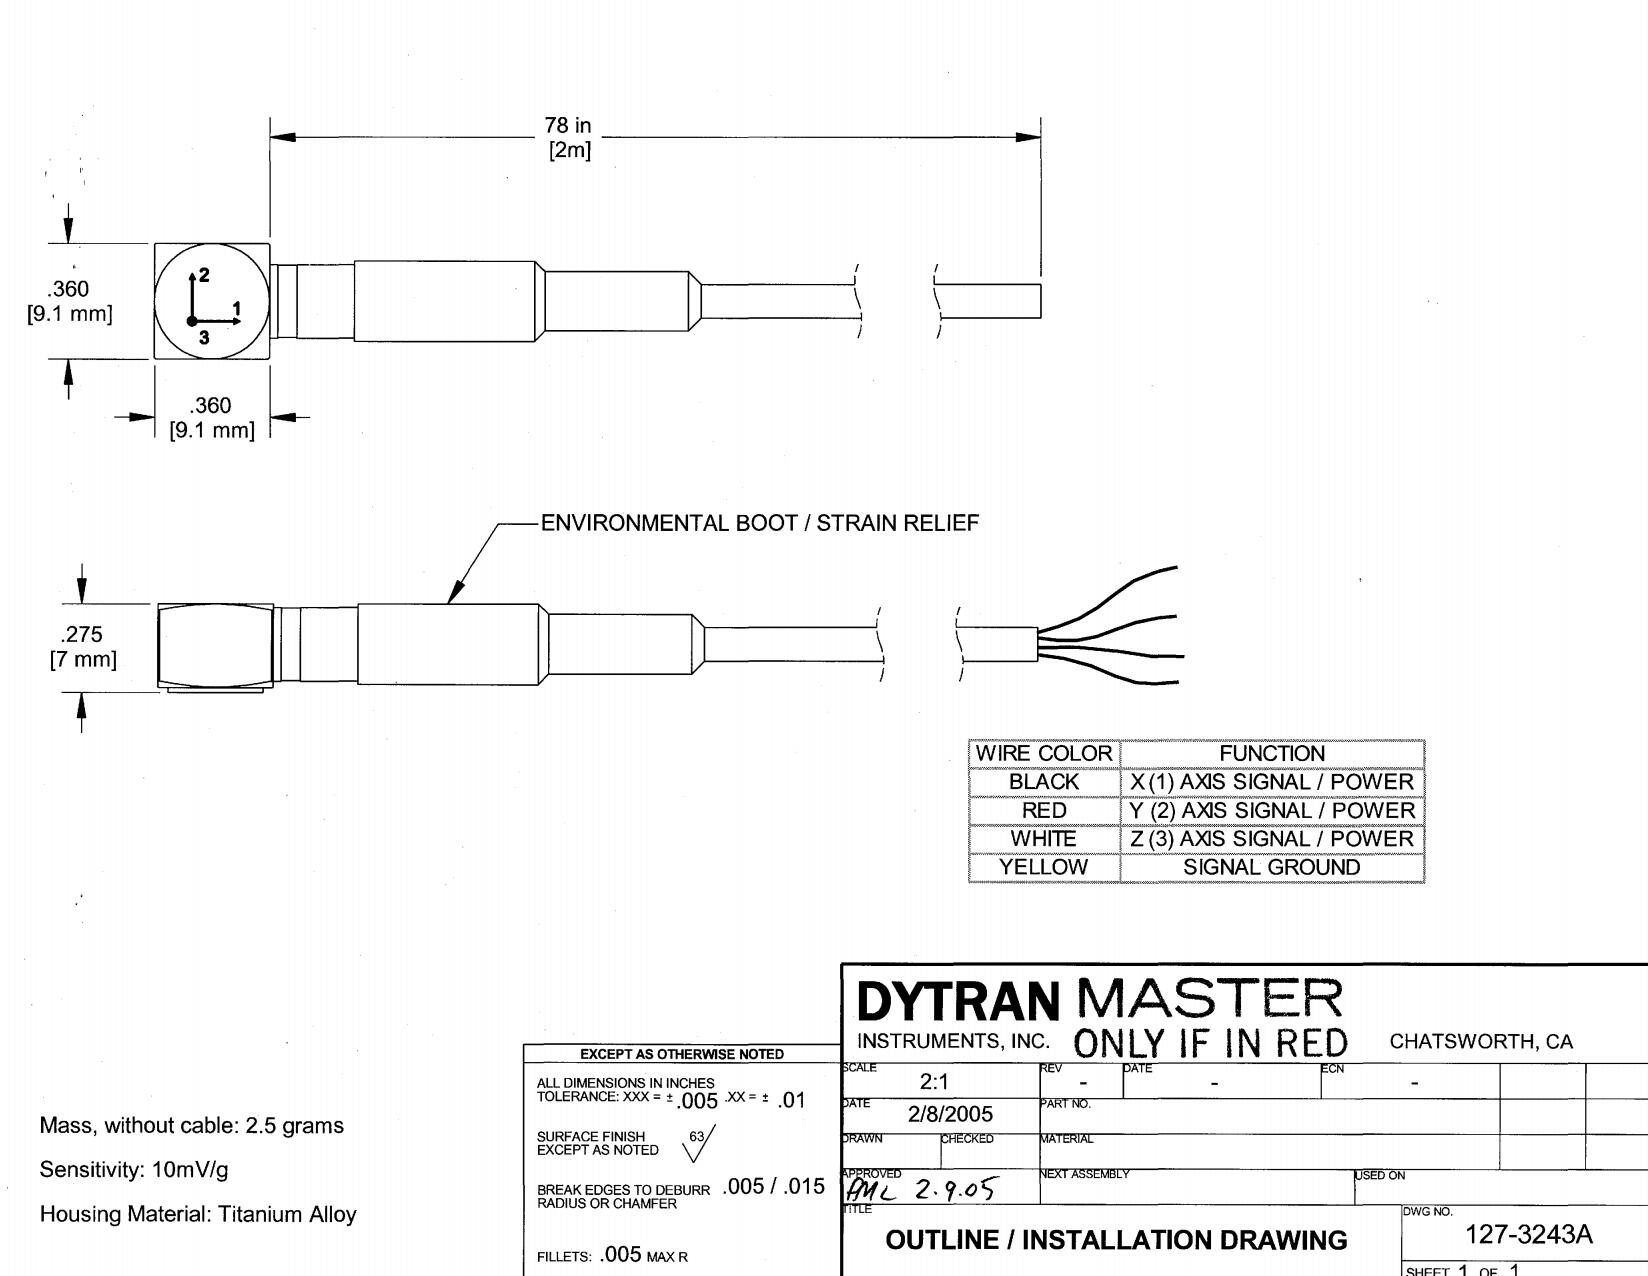 78 in
[2m]
.360
[9.1 mm]
2
1
3
.360
[9.1 mm]
ENVIRONMENTAL BOOT / STRAIN RELIEF
.275
[7 mm]
WIRE COLOR FUNCTION
BLACK X (1) AXIS SIGNAL / POWER
RED Y (2) AXIS SIGNAL / POWER
WHITE Z (3) AXIS SIGNAL / POWER
YELLOW SIGNAL GROUND
Mass, without cable: 2.5 grams
Sensitivity: 10mV/g
Housing Material: Titanium Alloy
EXCEPT AS OTHERWISE NOTED
ALL DIMENSIONS IN INCHES
TOLERANCE: XXX = ± .005 .XX = ± .01
SURFACE FINISH 63
EXCEPT AS NOTED
BREAK EDGES TO DEBURR .005 / .015
RADIUS OR CHAMFER
FILLETS: .005 MAX R
DYTRAN MASTER
INSTRUMENTS, INC. ONLY IF IN RED CHATSWORTH, CA
SCALE 2:1 REV - DATE - ECN -
DATE 2/8/2005 PART NO.
DRAWN CHECKED MATERIAL
APPROVED NEXT ASSEMBLY USED ON
AML 2.9.05
TITLE DWG NO.
OUTLINE / INSTALLATION DRAWING 127-3243A
SHEET 1 OF 1